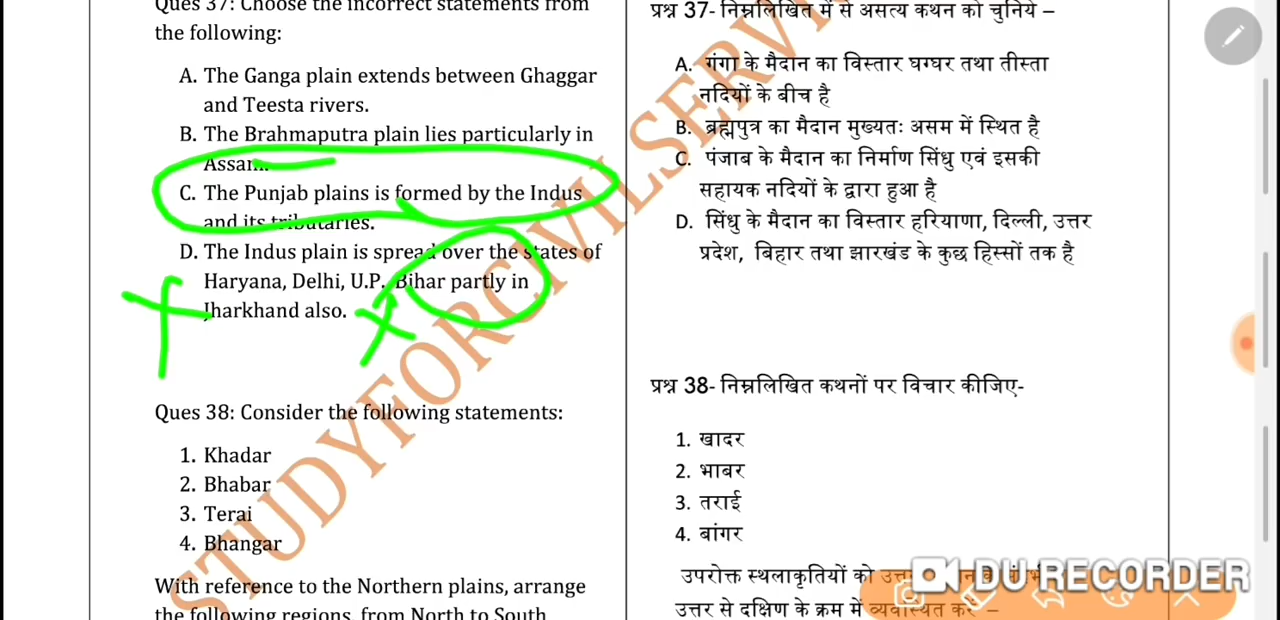 Ques 37: Choose the incorrect statements from
the following:
A. The Ganga plain extends between Ghaggar
and Teesta rivers.
B. The Brahmaputra plain lies particularly in
Assam.
C. The Punjab plains is formed by the Indus
and its tributaries.
D. The Indus plain is spread over the states of
Haryana, Delhi, U.P. Bihar partly in
Jharkhand also.
Ques 38: Consider the following statements:
1. Khadar
2. Bhabar
3. Terai
4. Bhangar
With reference to the Northern plains, arrange
the following regions, from North to South
प्रश्न 37- निम्नलिखित में से असत्य कथन को चुनिये –
A. गंगा के मैदान का विस्तार घग्घर तथा तीस्ता
नदियों के बीच है
B. ब्रह्मपुत्र का मैदान मुख्यतः असम में स्थित है
C. पंजाब के मैदान का निर्माण सिंधु एवं इसकी
सहायक नदियों के द्वारा हुआ है
D. सिंधु के मैदान का विस्तार हरियाणा, दिल्ली, उत्तर
प्रदेश, बिहार तथा झारखंड के कुछ हिस्सों तक है
प्रश्न 38- निम्नलिखित कथनों पर विचार कीजिए-
1. खादर
2. भाबर
3. तराई
4. बांगर
उपरोक्त स्थलाकृतियों को
उत्तर से दक्षिण के क्रम में व्यवस्थित करें –
STUDYFORCIVILSERV
DU RECORDER